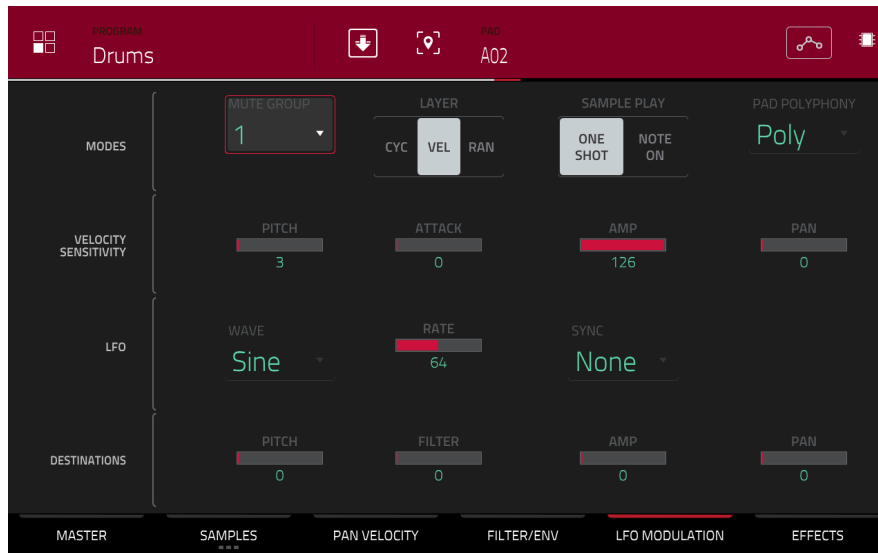 PROGRAM
Drums
PAD
A02
MODES
MUTE GROUP
1
LAYER
CYC VEL RAN
SAMPLE PLAY
ONE SHOT
NOTE ON
PAD POLYPHONY
Poly
VELOCITY
SENSITIVITY
PITCH
3
ATTACK
0
AMP
126
PAN
0
LFO
WAVE
Sine
RATE
64
SYNC
None
DESTINATIONS
PITCH
0
FILTER
0
AMP
0
PAN
0
MASTER SAMPLES PAN VELOCITY FILTER/ENV LFO MODULATION EFFECTS